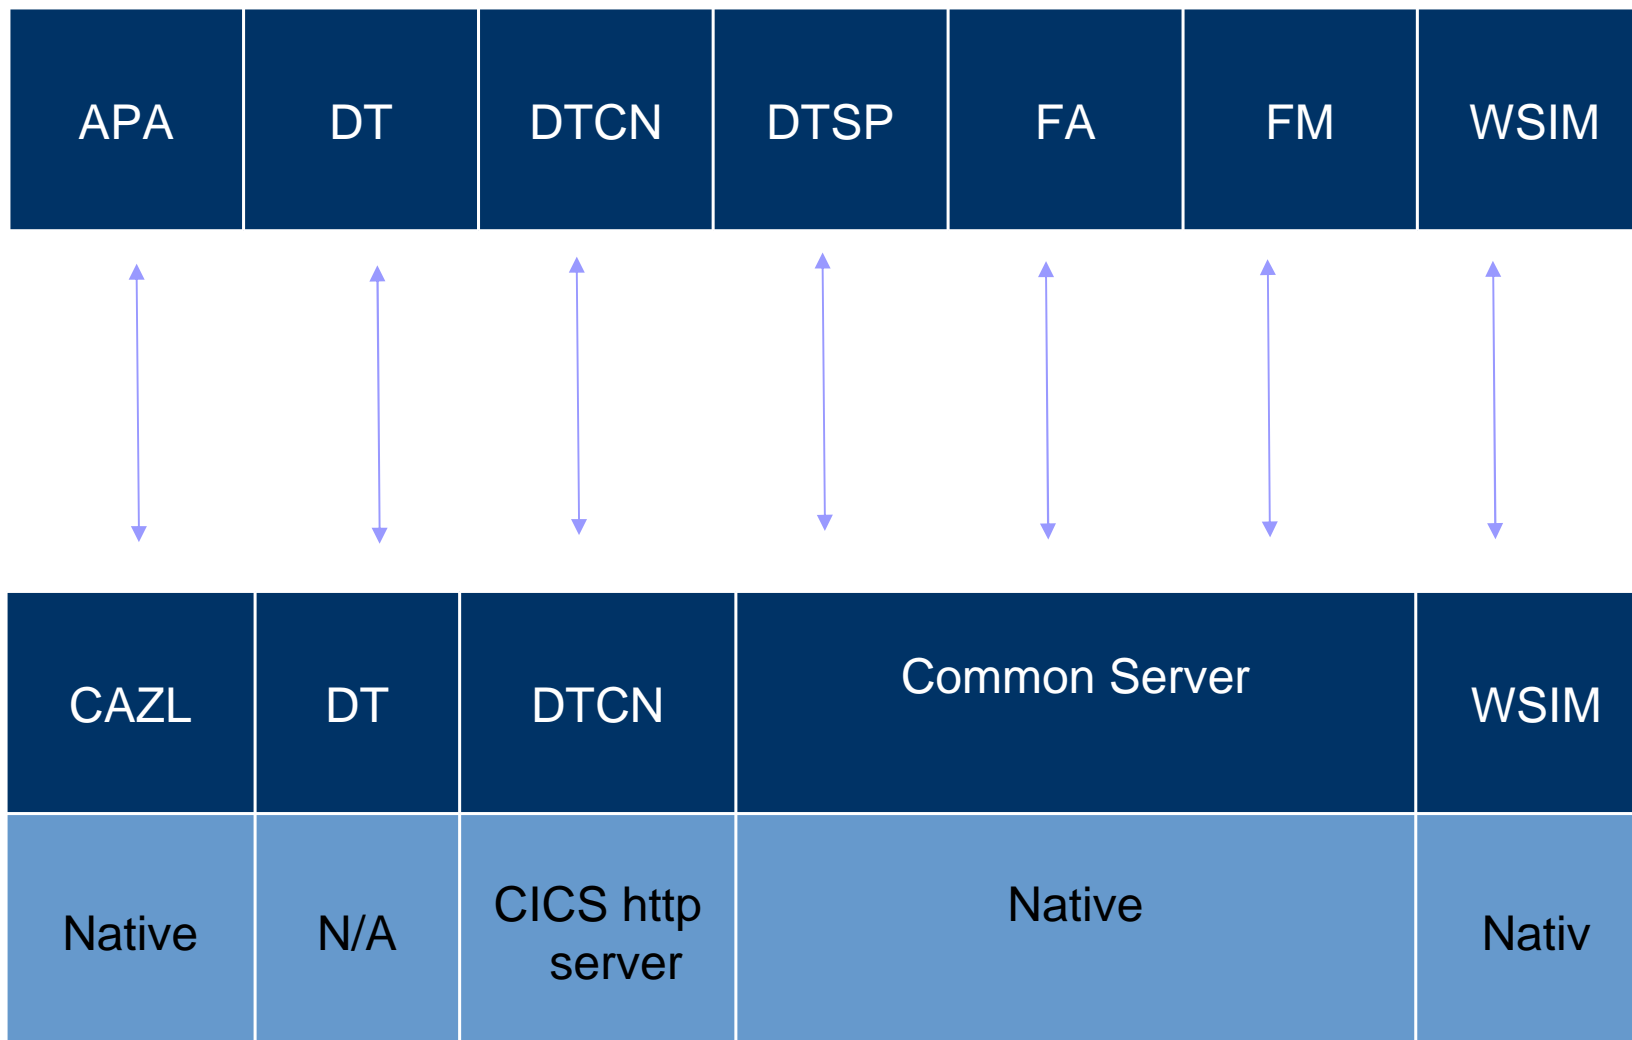 APA DT DTCN DTSP FA FM WSIM
CAZL DT DTCN Common Server WSIM
Native N/A CICS http server Native Nativ